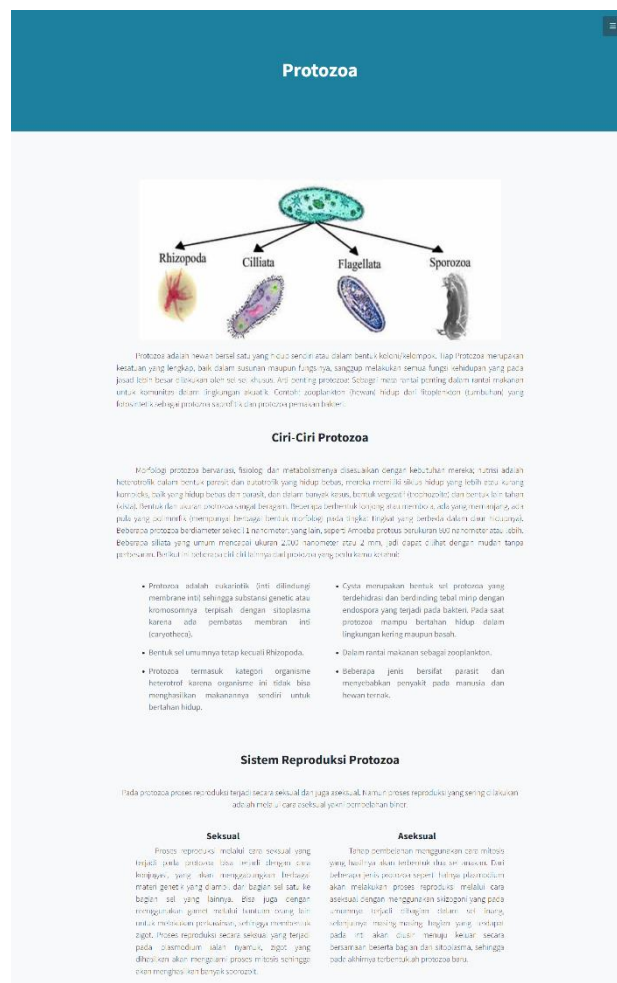 Protozoa
Rhizopoda
Cilliata
Flagellata
Sporozoa
Protozoa adalah hewan bersel satu yang hidup sendiri atau dalam bentuk koloni/kelompok. Tiap Protozoa merupakan
kesatuan yang lengkap, baik dalam susunan maupun fungsinya, sanggup melakukan semua fungsi kehidupan yang pada
jasad lebih besar dilakukan oleh sel-sel khusus. Arti penting protozoa: Sebagai mata rantai penting dalam rantai makanan
untuk komunitas dalam lingkungan akuatik. Contoh: zooplankton (hewan) hidup dari fitoplankton (tumbuhan) yang
fotosintetik sebagai protozoa saprofitik dan protozoa pemakan bakteri.
Ciri-Ciri Protozoa
Morfologi protozoa bervariasi, fisiologi dan metabolismenya disesuaikan dengan kebutuhan mereka; nutrisi adalah
heterotrofik dalam bentuk parasit dan autotrofik yang hidup bebas, mereka memiliki siklus hidup yang lebih atau kurang
kompleks, baik yang hidup bebas dan parasit, dan dalam banyak kasus, bentuk vegetatif (trophozoite) dan bentuk lain tahan
(kista). Bentuk dan ukuran protozoa sangat beragam. Beberapa berbentuk lonjong atau membola, ada yang memanjang, ada
pula yang polimorfik (mempunyai berbagai bentuk morfologi pada tingkat-tingkat yang berbeda dalam daur hidupnya).
Beberapa protozoa berdiameter sekecil 1 nanometer, yang lain, seperti Amoeba proteus berukuran 600 nanometer atau lebih.
Beberapa siliata yang umum mencapai ukuran 2.000 nanometer atau 2 mm, jadi dapat dilihat dengan mudah tanpa
perbesaran. Berikut ini beberapa ciri-ciri lainnya dari protozoa yang perlu kamu ketahui:
• Protozoa adalah eukariotik (inti dilindungi
membrane inti) sehingga substansi genetic atau
kromosomnya terpisah dengan sitoplasma
karena ada pembatas membran inti
(caryotheca).
• Bentuk sel umumnya tetap kecuali Rhizopoda.
• Protozoa termasuk kategori organisme
heterotrof karena organisme ini tidak bisa
menghasilkan makanannya sendiri untuk
bertahan hidup.
• Cysta merupakan bentuk sel protozoa yang
terdehidrasi dan berdinding tebal mirip dengan
endospora yang terjadi pada bakteri. Pada saat
protozoa mampu bertahan hidup dalam
lingkungan kering maupun basah.
• Dalam rantai makanan sebagai zooplankton.
• Beberapa jenis bersifat parasit dan
menyebabkan penyakit pada manusia dan
hewan ternak.
Sistem Reproduksi Protozoa
Pada protozoa proses reproduksi terjadi secara seksual dan juga aseksual. Namun proses reproduksi yang sering dilakukan
adalah melalui cara aseksual yakni pembelahan biner.
Seksual
Proses reproduksi melalui cara seksual yang
terjadi pada protozoa bisa terjadi dengan cara
konjugasi, yang akan menggabungkan berbagai
materi genetik yang diambil dari bagian sel satu ke
bagian sel yang lainnya. Bisa juga dengan
menggunakan gamet melalui bantuan orang lain
untuk melakukan perkawinan, sehingga membentuk
zigot. Proses reproduksi secara seksual yang terjadi
pada plasmodium ialah nyamuk, zigot yang
dihasilkan akan mengalami proses mitosis sehingga
akan menghasilkan banyak sporozoit.
Aseksual
Tahap pembelahan menggunakan cara mitosis
yang hasilnya akan terbentuk dua sel anakan. Dari
beberapa jenis protozoa seperti halnya plasmodium
akan melakukan proses reproduksi melalui cara
aseksual dengan menggunakan skizogoni yang pada
umumnya terjadi dibagian dalam sel inang,
selanjutnya masing-masing bagian yang terdapat
pada inti akan diusir menuju keluar secara
bersamaan beserta bagian dari sitoplasma, sehingga
pada akhirnya terbentuklah protozoa baru.